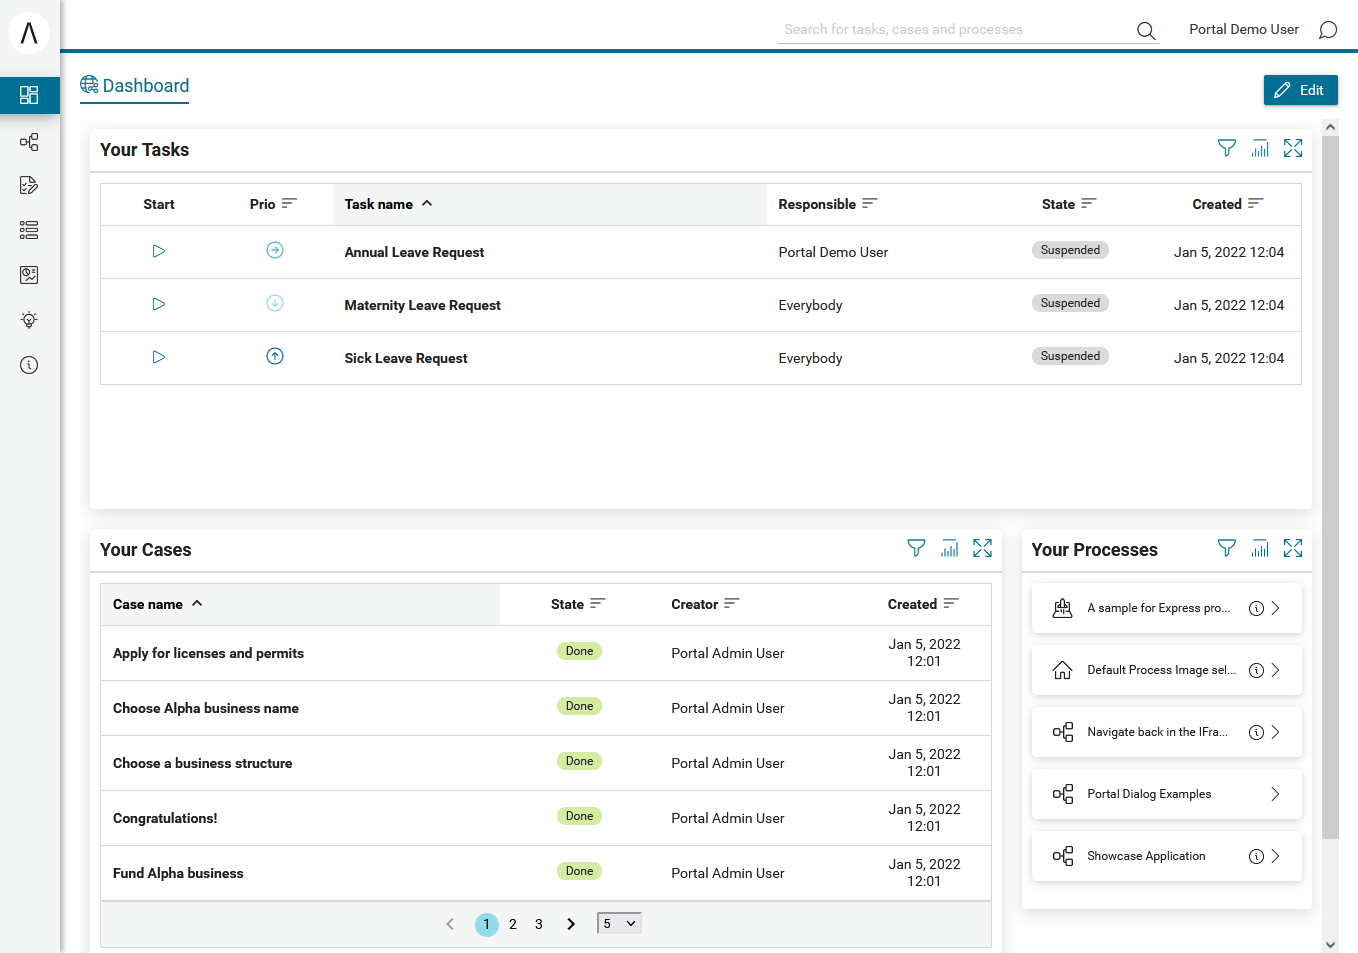 Search for tasks, cases and processes
Portal Demo User
Dashboard
Edit
Your Tasks
Start Prio Task name Responsible State Created
Annual Leave Request Portal Demo User Suspended Jan 5, 2022 12:04
Maternity Leave Request Everybody Suspended Jan 5, 2022 12:04
Sick Leave Request Everybody Suspended Jan 5, 2022 12:04
Your Cases
Case name State Creator Created
Apply for licenses and permits Done Portal Admin User Jan 5, 2022
12:01
Choose Alpha business name Done Portal Admin User Jan 5, 2022
12:01
Choose a business structure Done Portal Admin User Jan 5, 2022
12:01
Congratulations! Done Portal Admin User Jan 5, 2022
12:01
Fund Alpha business Done Portal Admin User Jan 5, 2022
12:01
1 2 3 5
Your Processes
A sample for Express pro...
Default Process Image sel...
Navigate back in the IFra...
Portal Dialog Examples
Showcase Application